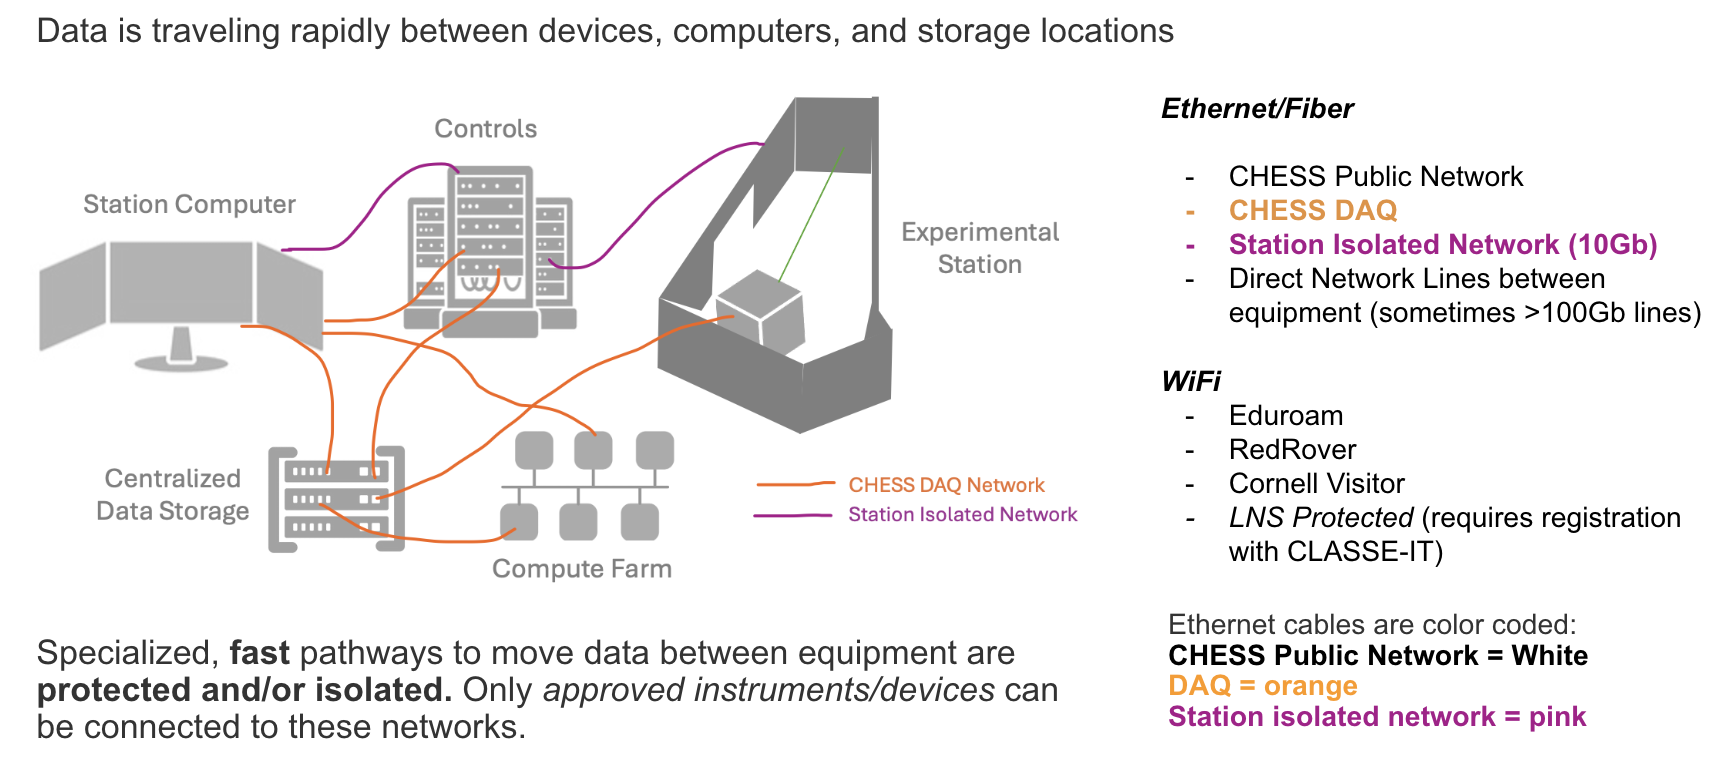 Data is traveling rapidly between devices, computers, and storage locations
Controls
Station Computer
Experimental
Station
Centralized
Data Storage
Compute Farm
CHESS DAQ Network
Station Isolated Network
Specialized, fast pathways to move data between equipment are
protected and/or isolated. Only approved instruments/devices can
be connected to these networks.
Ethernet/Fiber
- CHESS Public Network
- CHESS DAQ
- Station Isolated Network (10Gb)
- Direct Network Lines between
equipment (sometimes >100Gb lines)
WiFi
- Eduroam
- RedRover
- Cornell Visitor
- LNS Protected (requires registration
with CLASSE-IT)
Ethernet cables are color coded:
CHESS Public Network = White
DAQ = orange
Station isolated network = pink